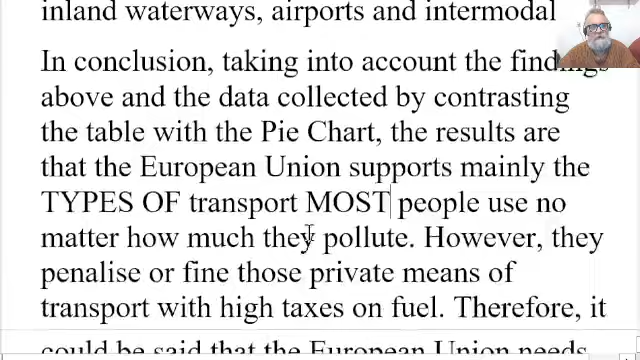 inland waterways, airports and intermodal
In conclusion, taking into account the findings
above and the data collected by contrasting
the table with the Pie Chart, the results are
that the European Union supports mainly the
TYPES OF transport MOST people use no
matter how much they pollute. However, they
penalise or fine those private means of
transport with high taxes on fuel. Therefore, it
could be said that the European Union needs